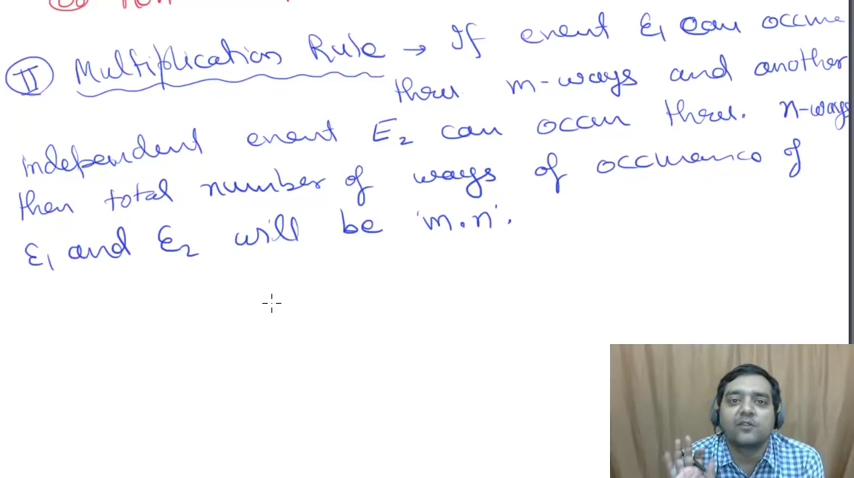 II Multiplication Rule → If event E1 can occur
thru m-ways and another
independent event E2 can occur thru. n-ways
then total number of ways of occurance of
E1 and E2 will be 'm.n'.